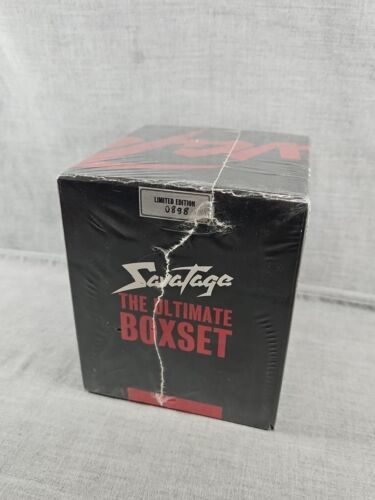 LIMITED EDITION
0898
Savatage
THE ULTIMATE
BOXSET